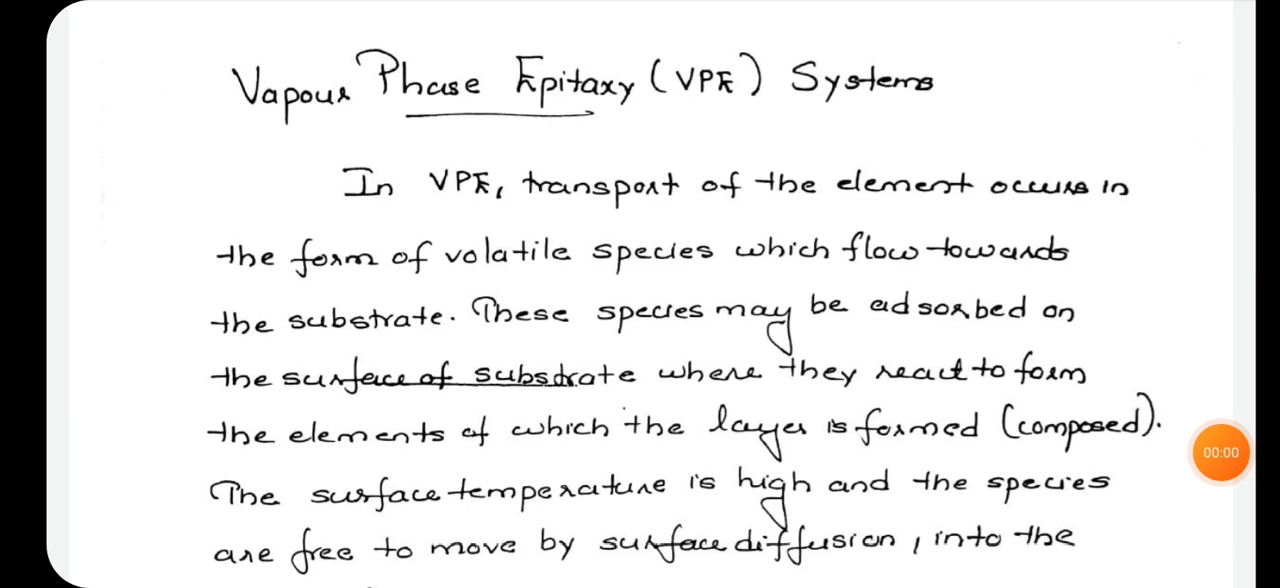 Vapour Phase Epitaxy (VPE) Systems
In VPE, transport of the element occurs in
the form of volatile species which flow towards
the substrate. These species may be adsorbed on
the surface of substrate where they react to form
the elements of which the layer is formed (composed).
00:00
The surface temperature is high and the species
are free to move by surface diffusion, into the